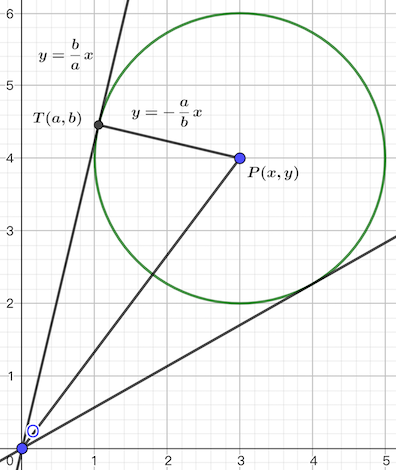 6
y = b/a x
5
T(a, b)
y = − a/b x
4
P(x, y)
3
2
1
O
0
1
2
3
4
5